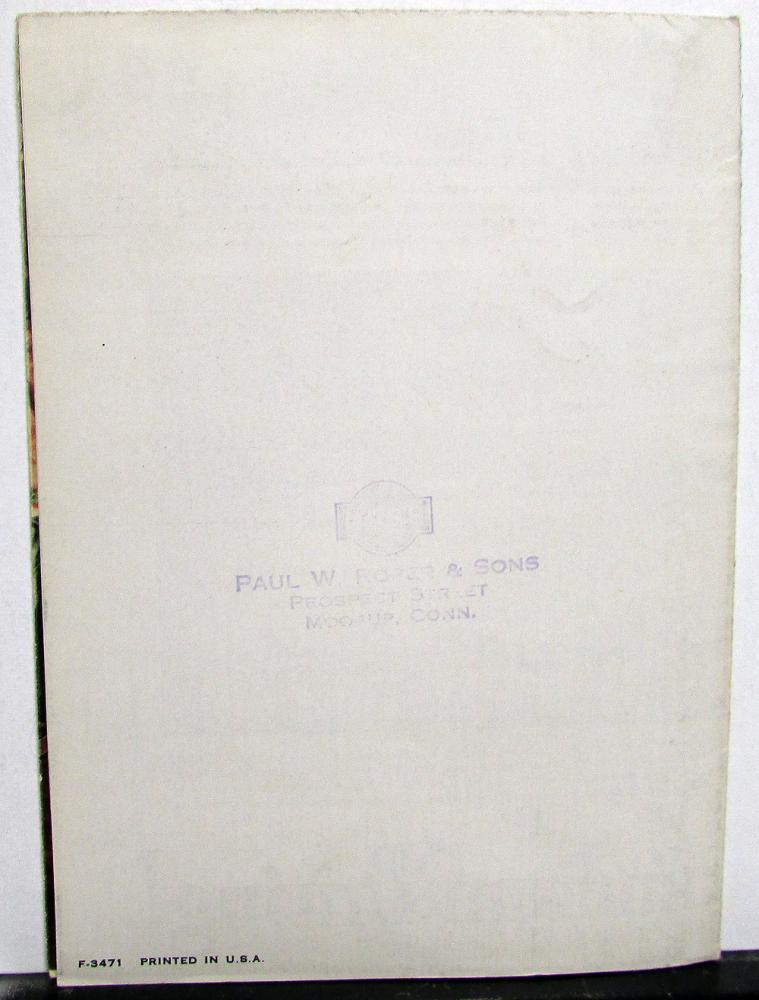 PAUL W. ROPER & SONS
PROSPECT STREET
MOOSUP, CONN.
F-3471 PRINTED IN U.S.A.